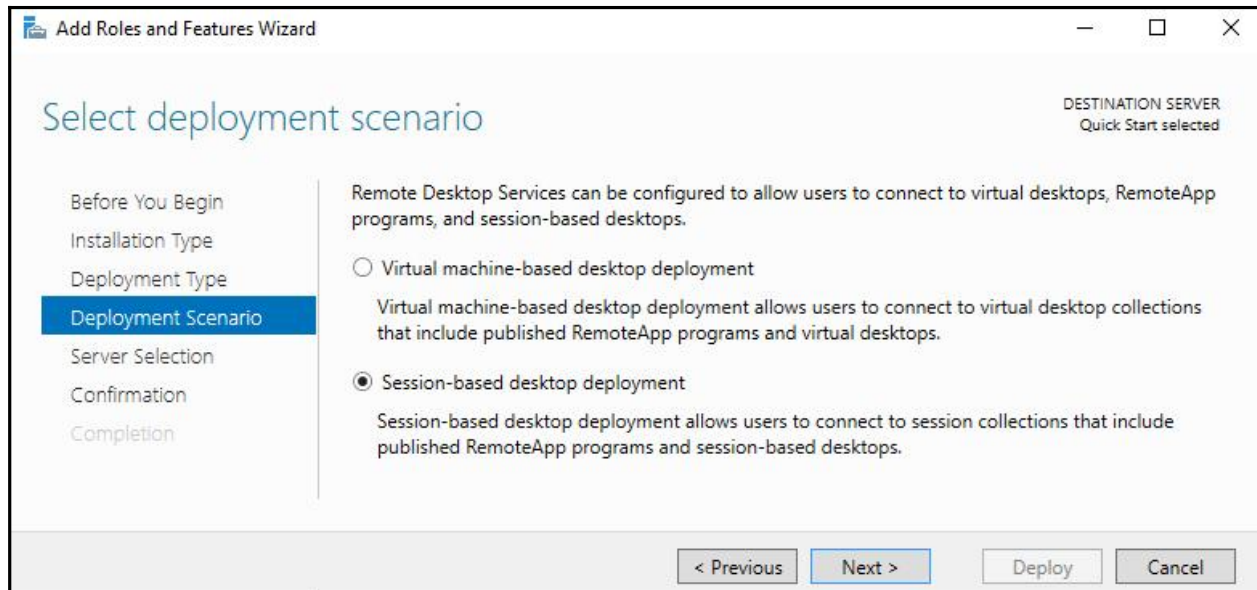 Add Roles and Features Wizard
Select deployment scenario
DESTINATION SERVER
Quick Start selected
Before You Begin
Installation Type
Deployment Type
Deployment Scenario
Server Selection
Confirmation
Completion
Remote Desktop Services can be configured to allow users to connect to virtual desktops, RemoteApp
programs, and session-based desktops.
Virtual machine-based desktop deployment
Virtual machine-based desktop deployment allows users to connect to virtual desktop collections
that include published RemoteApp programs and virtual desktops.
Session-based desktop deployment
Session-based desktop deployment allows users to connect to session collections that include
published RemoteApp programs and session-based desktops.
< Previous
Next >
Deploy
Cancel